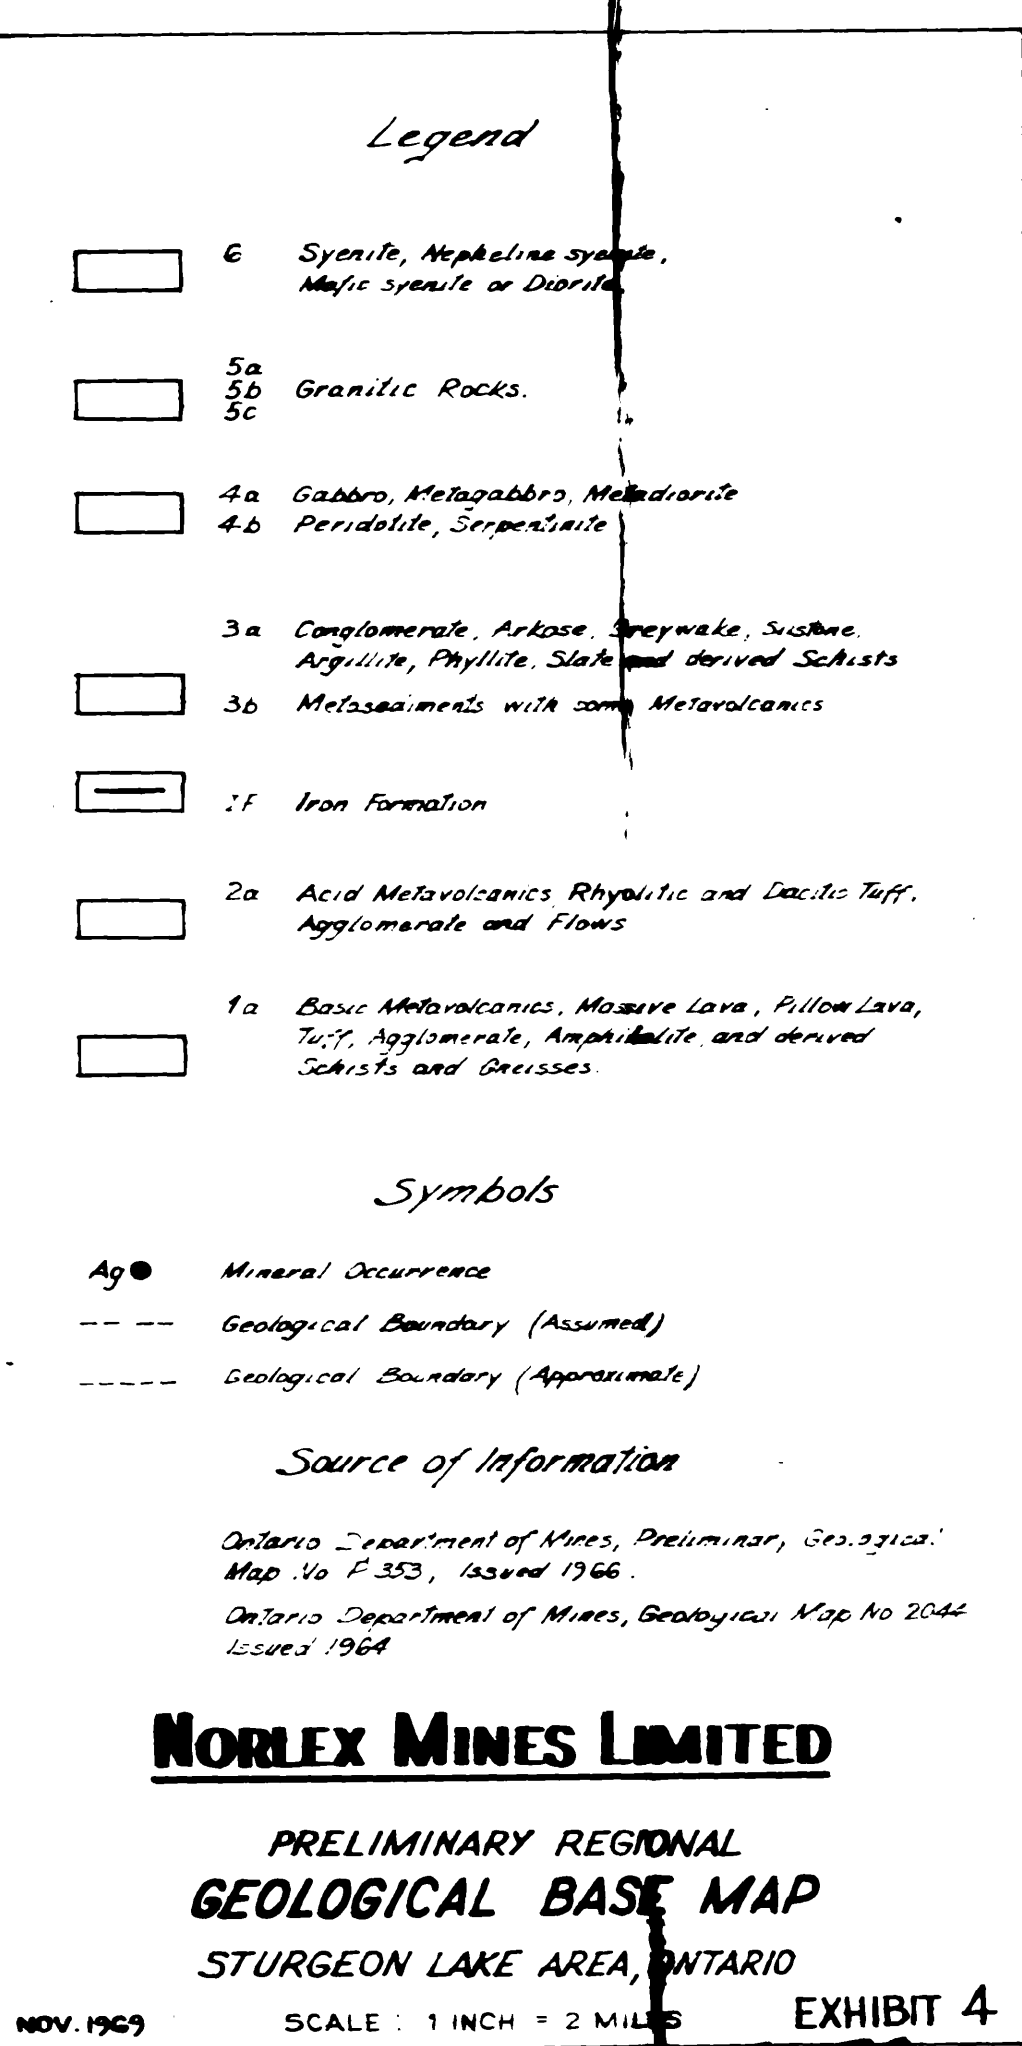 Legend
6 Syenite, Nepheline syenite,
Mafic syenite or Diorite
5a
5b Granitic Rocks.
5c
4a Gabbro, Metagabbro, Metadiorite
4b Peridotite, Serpentinite
3a Conglomerate, Arkose, Greywake, Siltstone,
Argillite, Phyllite, Slate and derived Schists
3b Metasediments with some Metavolcanics
IF Iron Formation
2a Acid Metavolcanics Rhyolitic and Dacitic Tuff,
Agglomerate and Flows
1a Basic Metavolcanics, Massive Lava, Pillow Lava,
Tuff, Agglomerate, Amphibolite, and derived
Schists and Gneisses.
Symbols
Ag Mineral Occurrence
Geological Boundary (Assumed)
Geological Boundary (Approximate)
Source of Information
Ontario Department of Mines, Preliminary Geological
Map No P 353, Issued 1966.
Ontario Department of Mines, Geological Map No 2044
Issued 1964
NORLEX MINES LIMITED
PRELIMINARY REGIONAL
GEOLOGICAL BASE MAP
STURGEON LAKE AREA, ONTARIO
NOV. 1969 SCALE : 1 INCH = 2 MILES EXHIBIT 4